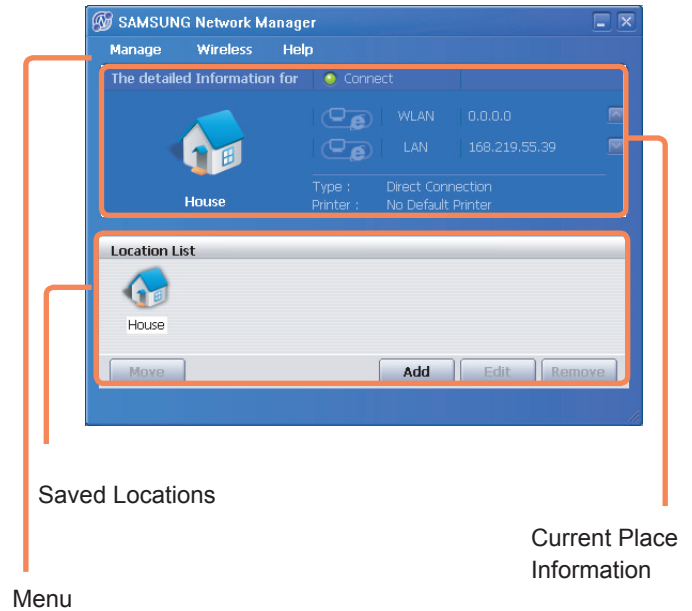 SAMSUNG Network Manager
Manage Wireless Help
The detailed Information for Connect
WLAN 0.0.0.0
LAN 168.219.55.39
House
Type : Direct Connection
Printer : No Default Printer
Location List
House
Move Add Edit Remove
Saved Locations
Current Place
Information
Menu